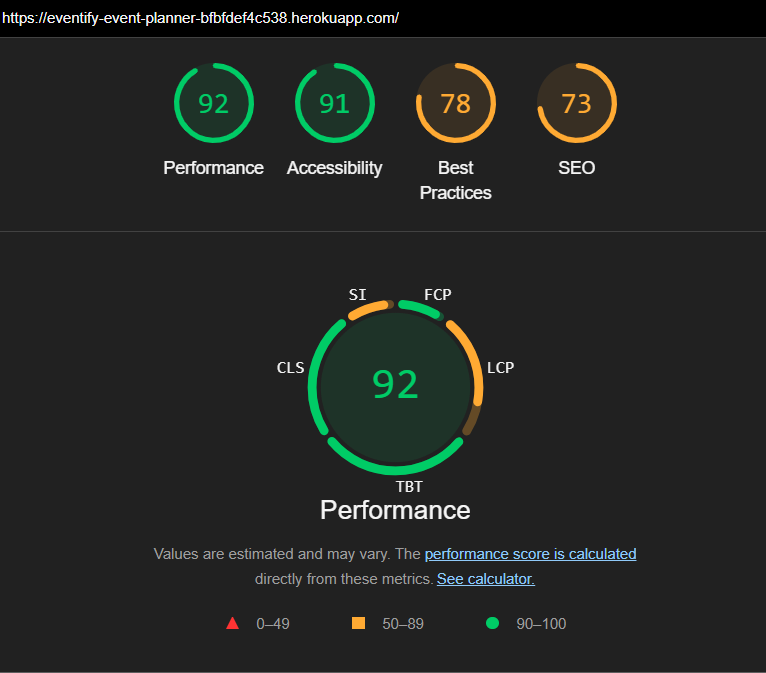 https://eventify-event-planner-bfbfdef4c538.herokuapp.com/
92 91 78 73
Performance Accessibility Best Practices SEO
SI FCP
CLS LCP
92
TBT
Performance
Values are estimated and may vary. The performance score is calculated
directly from these metrics. See calculator.
0–49 50–89 90–100